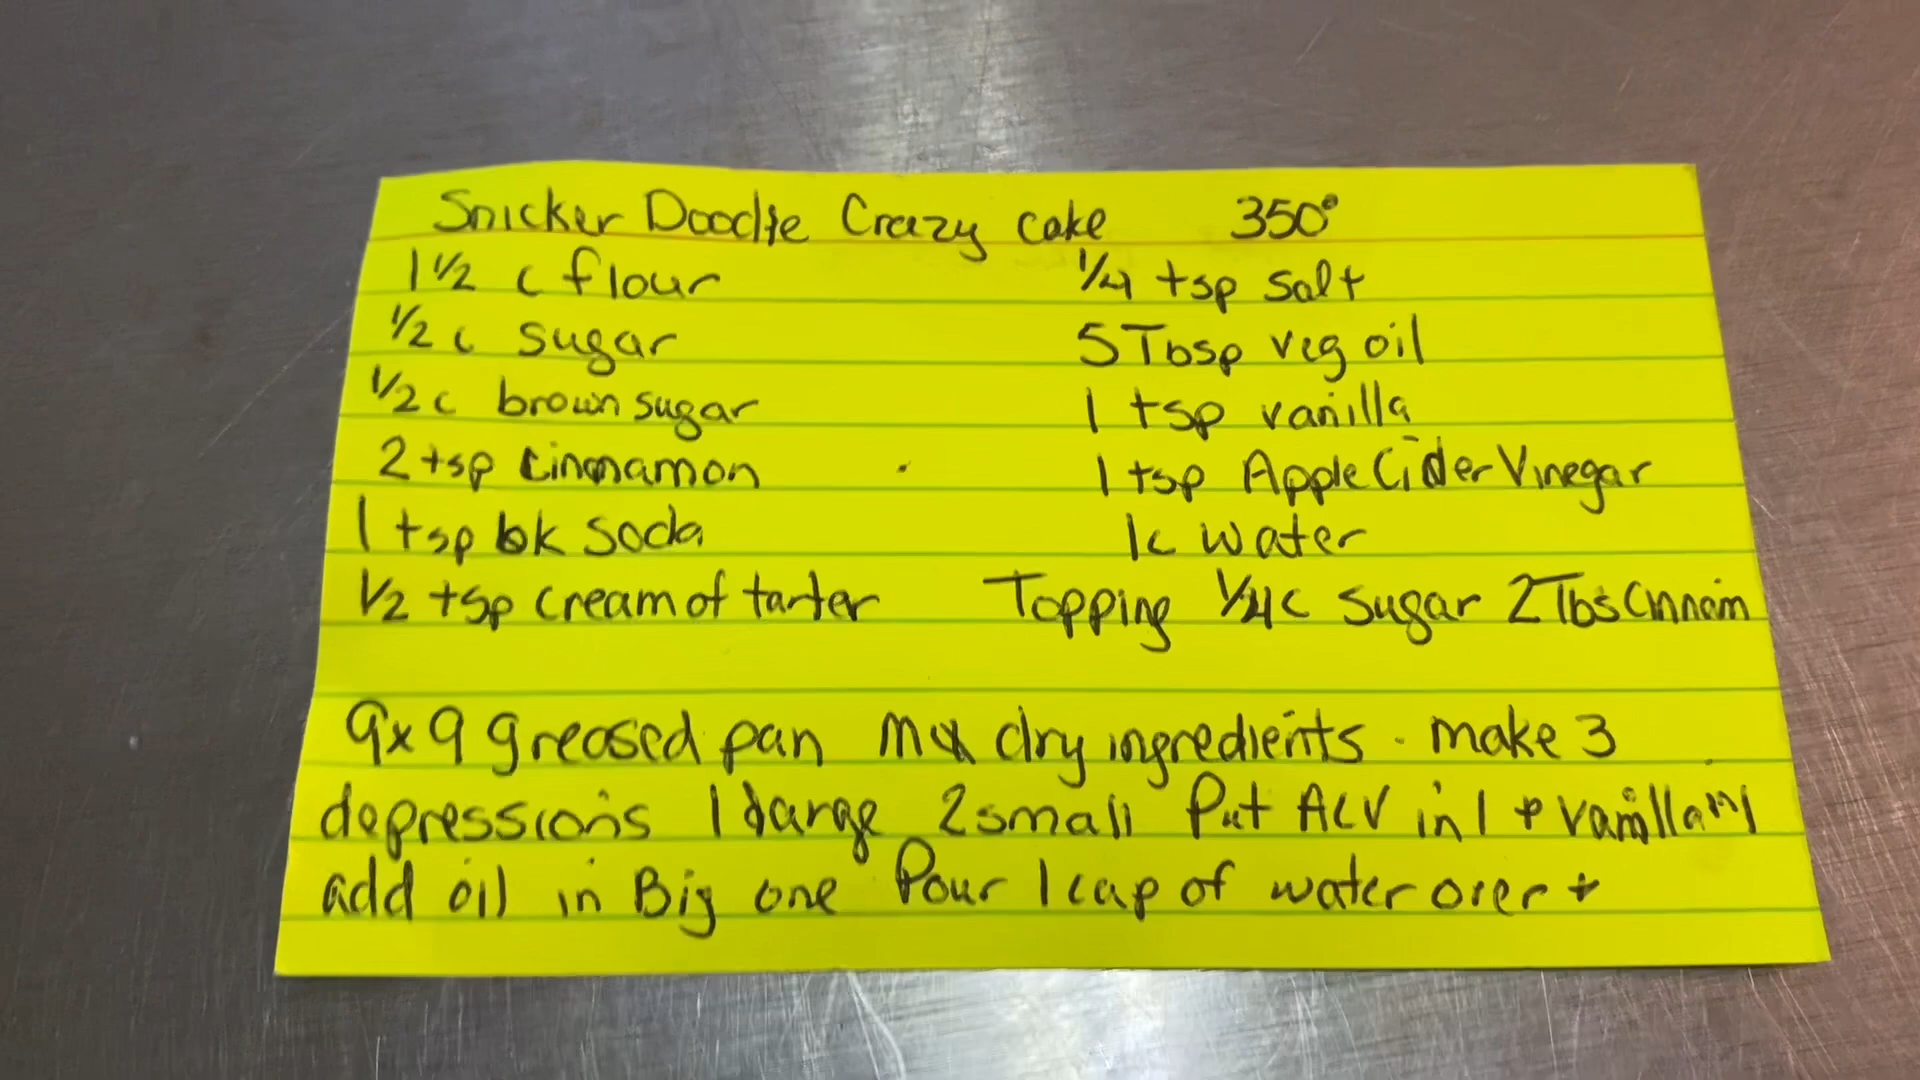 Snicker Doodle Crazy cake 350°
1 1/2 c flour 1/4 tsp salt
1/2 c sugar 5 Tbsp veg oil
1/2 c brown sugar 1 tsp vanilla
2 tsp cinnamon 1 tsp Apple Cider Vinegar
1 tsp bk soda 1c water
1/2 tsp cream of tarter Topping 1/4 c sugar 2 Tbs Cinnam
9x9 greased pan mix dry ingredients. make 3
depressions 1 large 2 small Put ACV in 1 + vanilla in 1
add oil in Big one Pour 1 cup of water over +